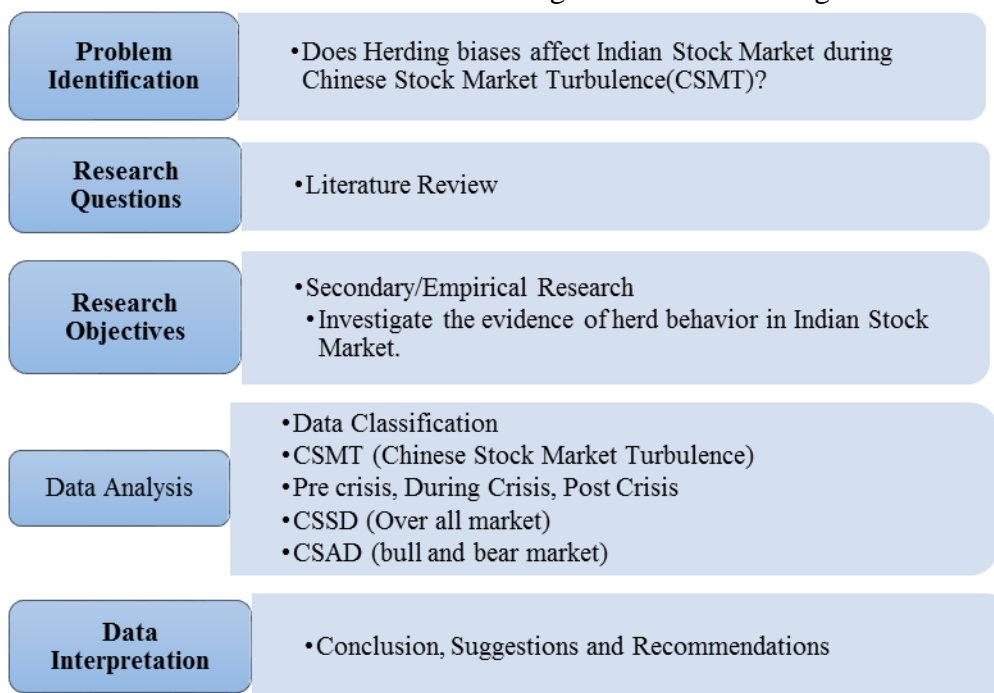 Problem
Identification
•Does Herding biases affect Indian Stock Market during
Chinese Stock Market Turbulence(CSMT)?
Research
Questions
•Literature Review
Research
Objectives
•Secondary/Empirical Research
•Investigate the evidence of herd behavior in Indian Stock
Market.
Data Analysis
•Data Classification
•CSMT (Chinese Stock Market Turbulence)
•Pre crisis, During Crisis, Post Crisis
•CSSD (Over all market)
•CSAD (bull and bear market)
Data
Interpretation
•Conclusion, Suggestions and Recommendations